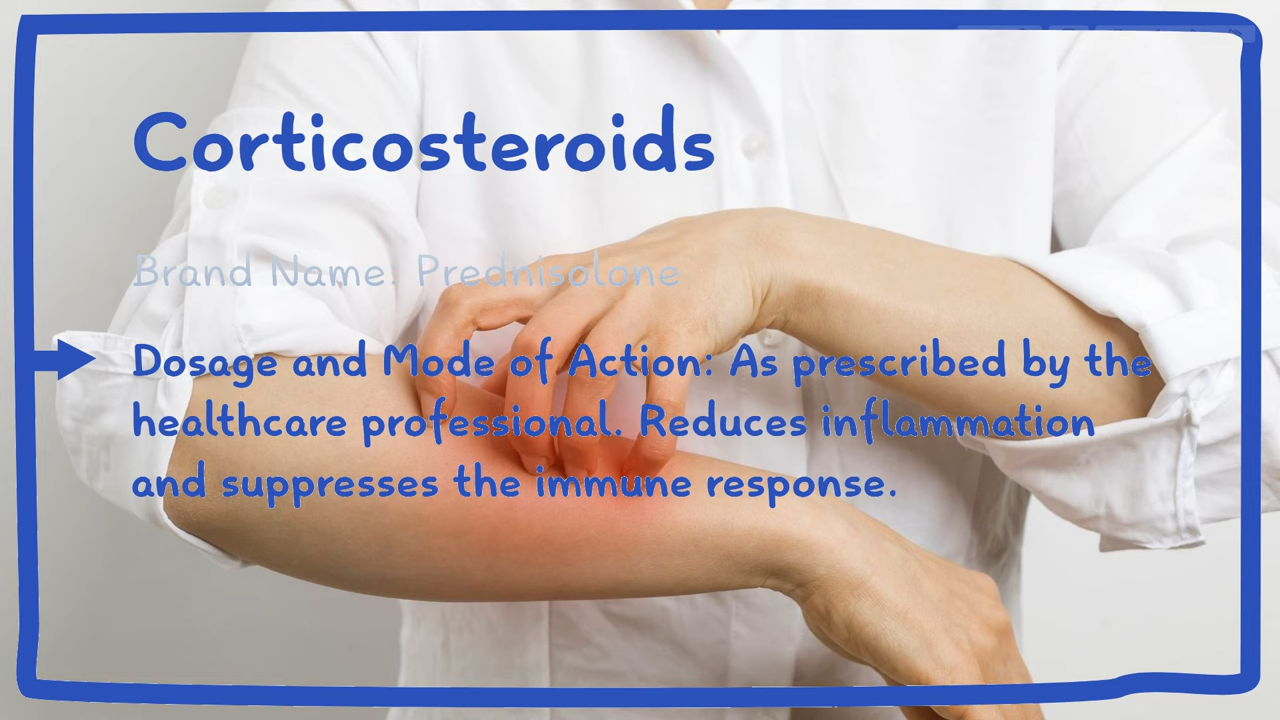 Corticosteroids
Brand Name: Prednisolone
Dosage and Mode of Action: As prescribed by the
healthcare professional. Reduces inflammation
and suppresses the immune response.